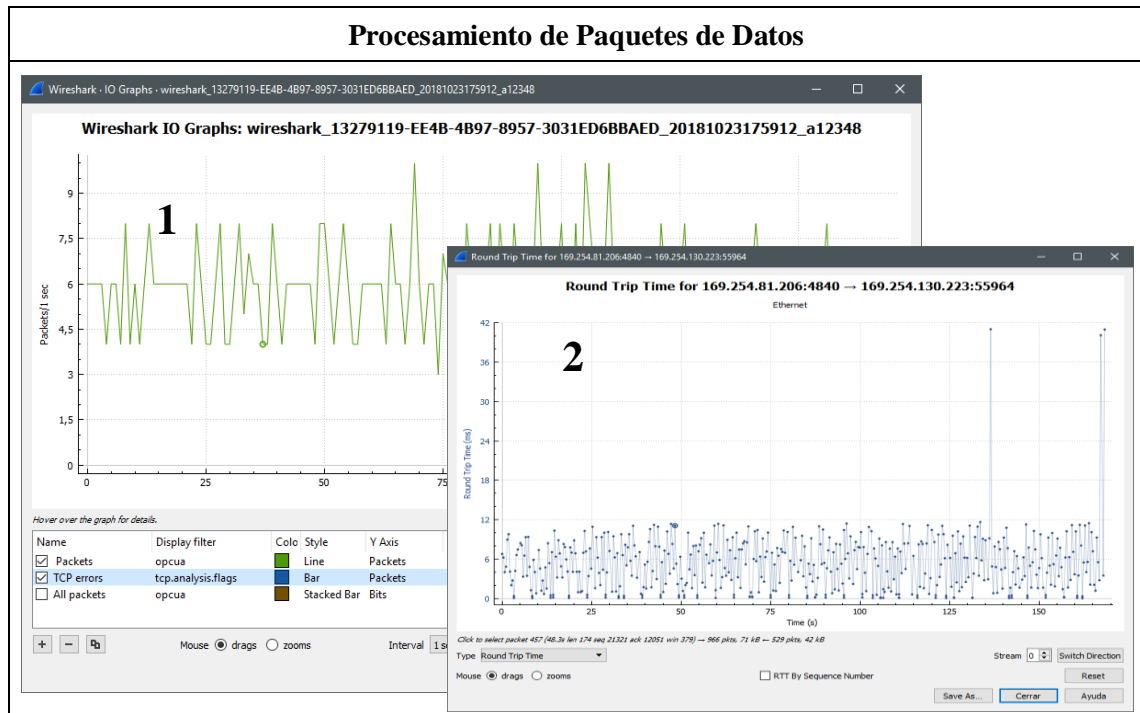 Procesamiento de Paquetes de Datos
Wireshark · IO Graphs · wireshark_13279119-EE4B-4B97-8957-3031ED6BBAED_20181023175912_a12348
Wireshark IO Graphs: wireshark_13279119-EE4B-4B97-8957-3031ED6BBAED_20181023175912_a12348
1
9
7,5
6
4,5
3
1,5
0
Packets/1 sec
0 25 50 75
Hover over the graph for details.
Name Display filter Style Y Axis
Packets opcua Line Packets
TCP errors tcp.analysis.flags Bar Packets
All packets opcua Stacked Bar Bits
Mouse drags zooms Interval
Round Trip Time for 169.254.81.206:4840 → 169.254.130.223:55964
Round Trip Time for 169.254.81.206:4840 → 169.254.130.223:55964
Ethernet
2
42
36
30
24
18
12
6
0
Round Trip Time (ms)
0 25 50 75 100 125 150
Time (s)
Click to select packet 457 (48.3s len 174 seq 21321 ack 12051 win 379) → 966 pkts, 71 kB ← 529 pkts, 42 kB
Type Round Trip Time Stream 0 Switch Direction
Mouse drags zooms RTT By Sequence Number Reset
Save As... Cerrar Ayuda